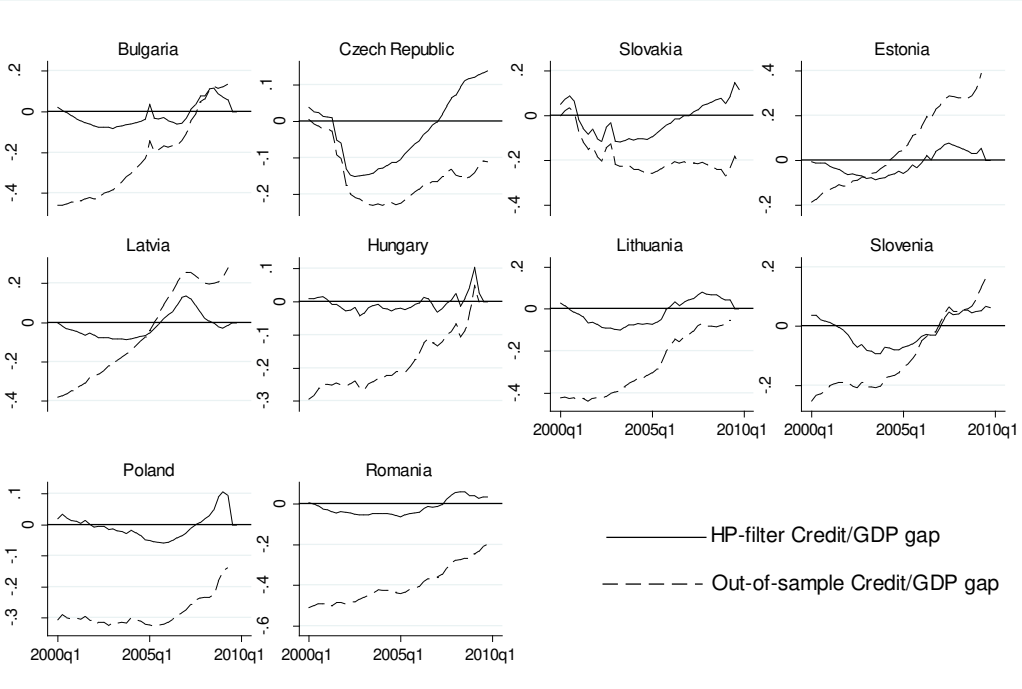 Bulgaria
.2
0
-.2
-.4
Czech Republic
.1
0
-.1
-.2
Slovakia
.2
0
-.2
-.4
Estonia
.4
.2
0
-.2
Latvia
.2
0
-.2
-.4
Hungary
.1
0
-.1
-.2
-.3
Lithuania
.2
0
-.2
-.4
2000q1 2005q1 2010q1
Slovenia
.2
0
-.2
2000q1 2005q1 2010q1
Poland
.1
0
-.1
-.2
-.3
2000q1 2005q1 2010q1
Romania
0
-.2
-.4
-.6
2000q1 2005q1 2010q1
HP-filter Credit/GDP gap
Out-of-sample Credit/GDP gap